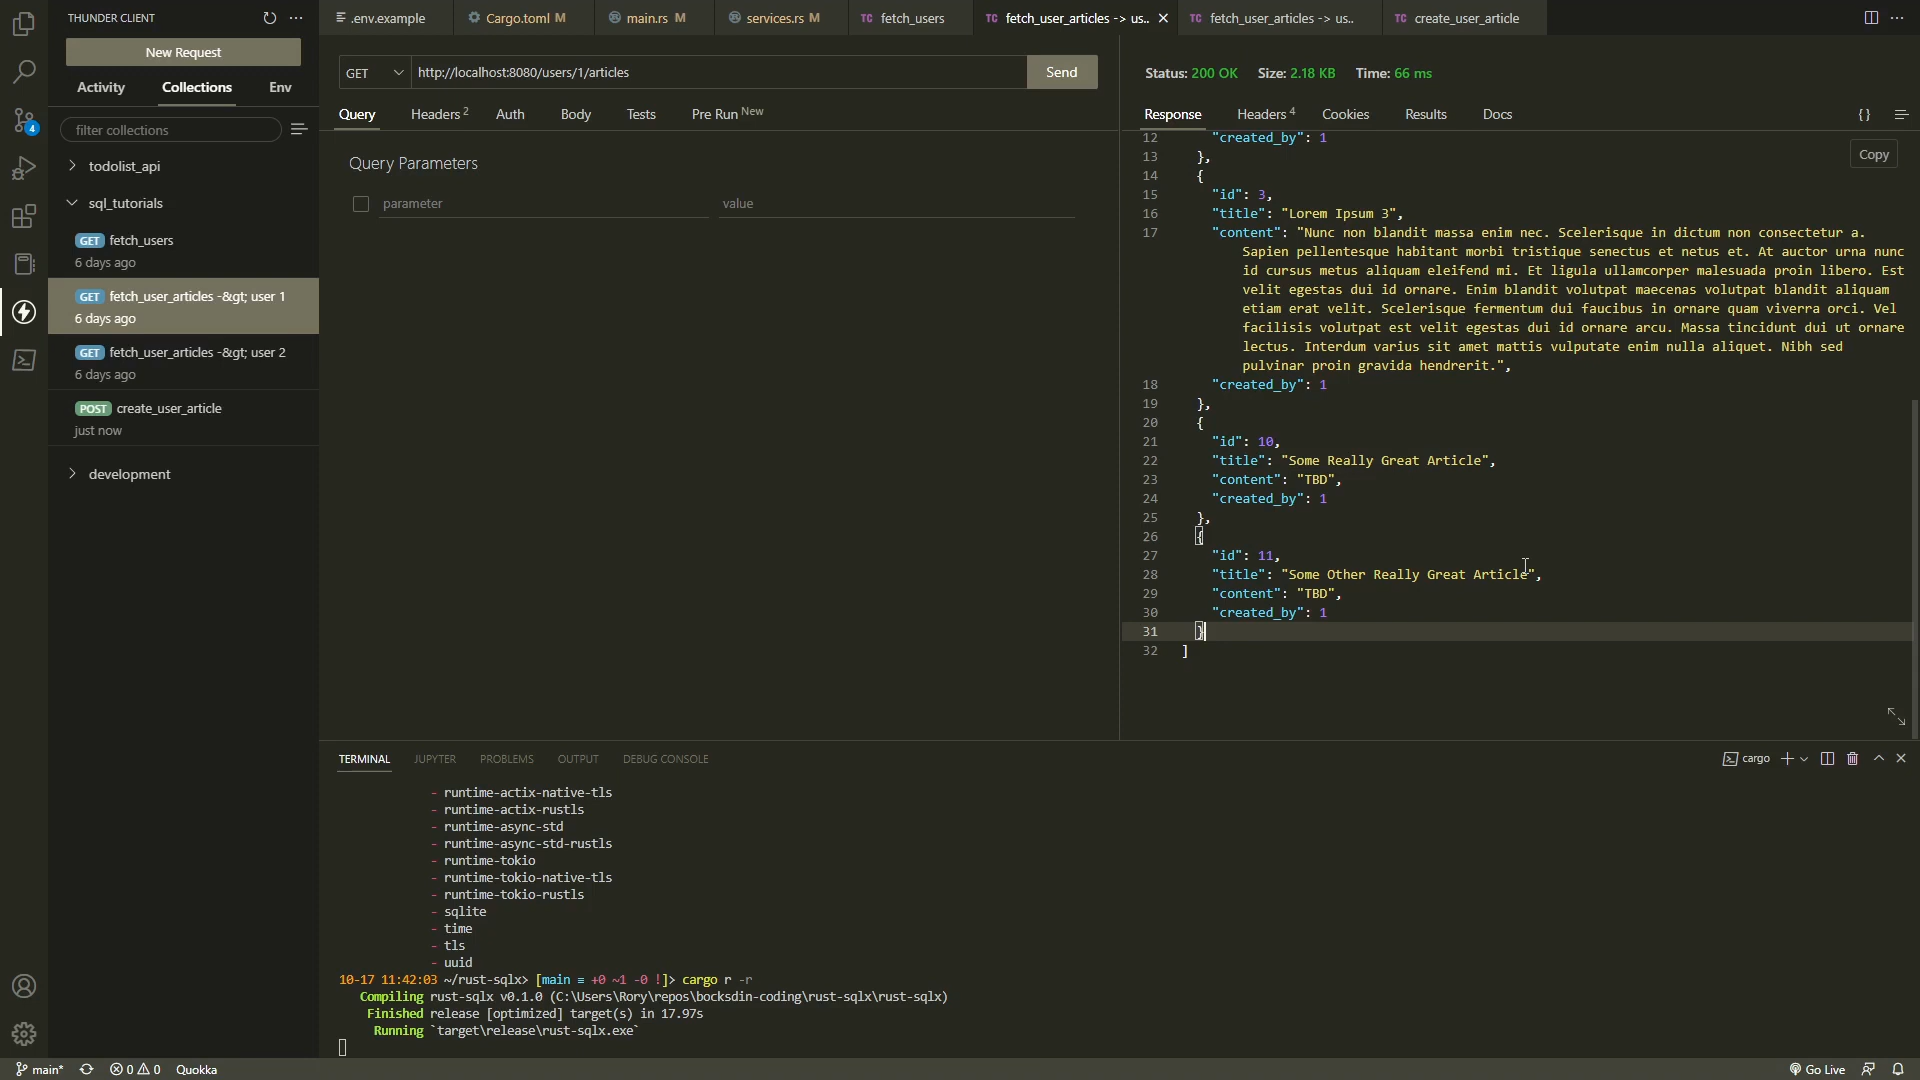 THUNDER CLIENT
New Request
Activity Collections Env
filter collections
todolist_api
sql_tutorials
GET fetch_users
6 days ago
GET fetch_user_articles -&gt; user 1
6 days ago
GET fetch_user_articles -&gt; user 2
6 days ago
POST create_user_article
just now
development
.env.example Cargo.toml M main.rs M services.rs M TC fetch_users TC fetch_user_articles -> us.. TC fetch_user_articles -> us.. TC create_user_article
GET http://localhost:8080/users/1/articles Send
Query Headers 2 Auth Body Tests Pre Run New
Query Parameters
parameter value
Status: 200 OK Size: 2.18 KB Time: 66 ms
Response Headers 4 Cookies Results Docs {}
Copy
12 "created_by": 1
13 },
14 {
15 "id": 3,
16 "title": "Lorem Ipsum 3",
17 "content": "Nunc non blandit massa enim nec. Scelerisque in dictum non consectetur a.
Sapien pellentesque habitant morbi tristique senectus et netus et. At auctor urna nunc
id cursus metus aliquam eleifend mi. Et ligula ullamcorper malesuada proin libero. Est
velit egestas dui id ornare. Enim blandit volutpat maecenas volutpat blandit aliquam
etiam erat velit. Scelerisque fermentum dui faucibus in ornare quam viverra orci. Vel
facilisis volutpat est velit egestas dui id ornare arcu. Massa tincidunt dui ut ornare
lectus. Interdum varius sit amet mattis vulputate enim nulla aliquet. Nibh sed
pulvinar proin gravida hendrerit.",
18 "created_by": 1
19 },
20 {
21 "id": 10,
22 "title": "Some Really Great Article",
23 "content": "TBD",
24 "created_by": 1
25 },
26 {
27 "id": 11,
28 "title": "Some Other Really Great Article",
29 "content": "TBD",
30 "created_by": 1
31 }
32 ]
TERMINAL JUPYTER PROBLEMS OUTPUT DEBUG CONSOLE cargo
- runtime-actix-native-tls
- runtime-actix-rustls
- runtime-async-std
- runtime-async-std-rustls
- runtime-tokio
- runtime-tokio-native-tls
- runtime-tokio-rustls
- sqlite
- time
- tls
- uuid
10-17 11:42:03 ~/rust-sqlx> [main ≡ +0 ~1 -0 !]> cargo r -r
Compiling rust-sqlx v0.1.0 (C:\Users\Rory\repos\bocksdin-coding\rust-sqlx\rust-sqlx)
Finished release [optimized] target(s) in 17.97s
Running `target\release\rust-sqlx.exe`
4
main* 0 0 Quokka Go Live